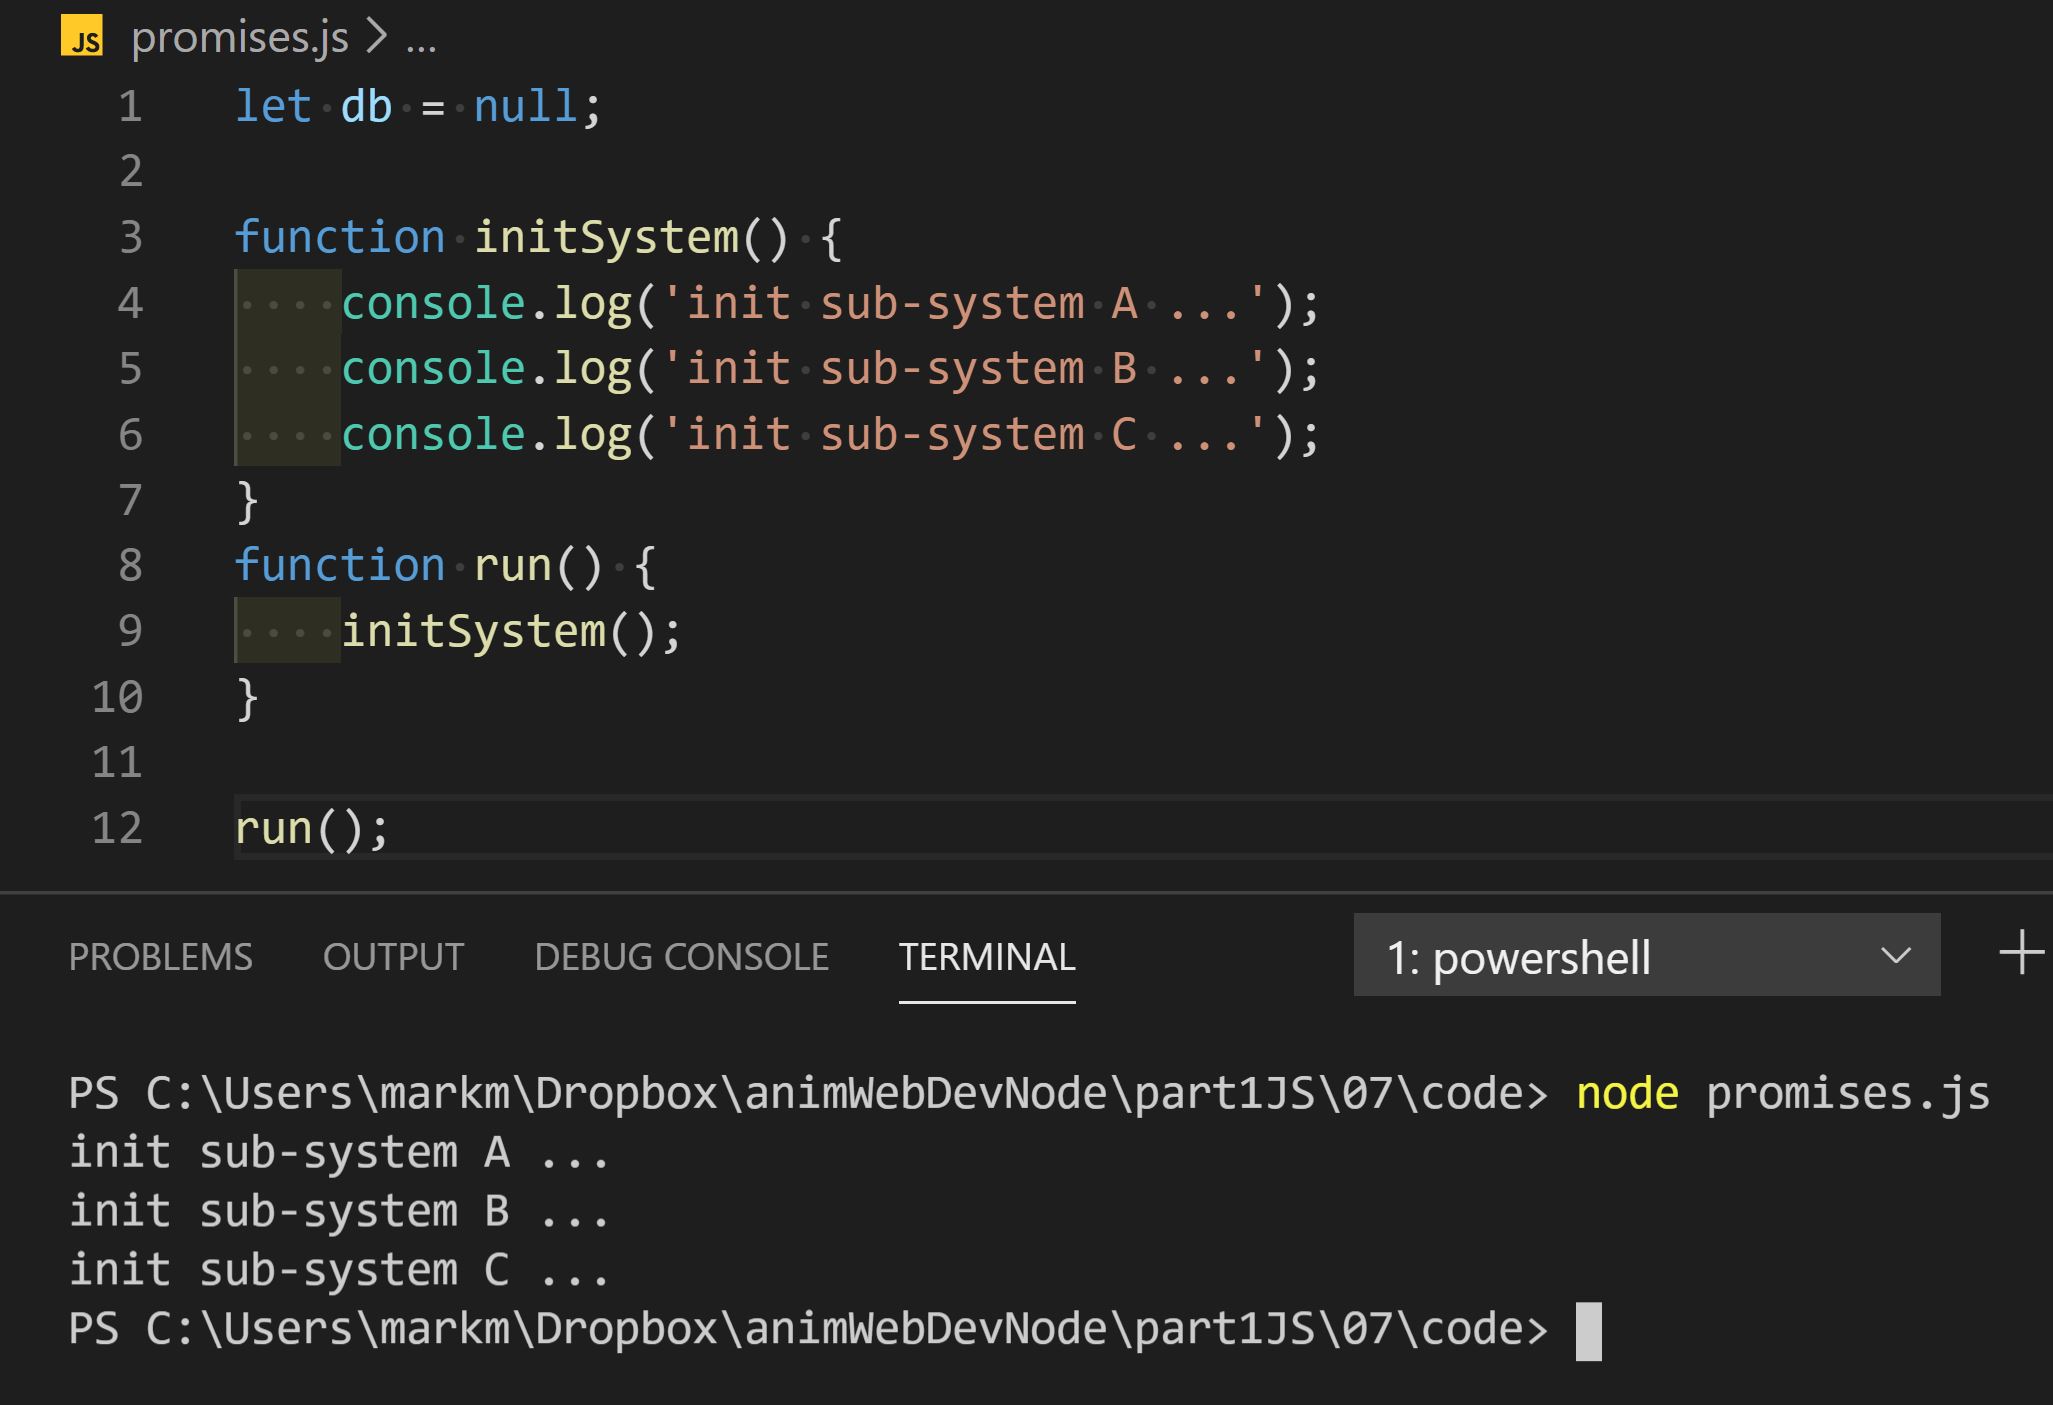 JS promises.js > ...
1 let db = null;
2
3 function initSystem() {
4     console.log('init sub-system A ...');
5     console.log('init sub-system B ...');
6     console.log('init sub-system C ...');
7 }
8 function run() {
9     initSystem();
10 }
11
12 run();
PROBLEMS OUTPUT DEBUG CONSOLE TERMINAL 1: powershell
PS C:\Users\markm\Dropbox\animWebDevNode\part1JS\07\code> node promises.js
init sub-system A ...
init sub-system B ...
init sub-system C ...
PS C:\Users\markm\Dropbox\animWebDevNode\part1JS\07\code>